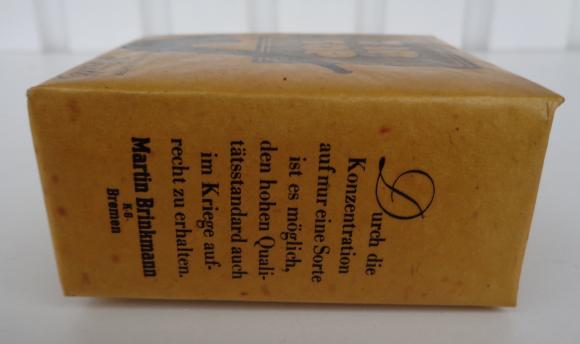 Durch die
Konzentration
auf nur eine Sorte
ist es möglich,
den hohen Quali-
tätsstandard auch
im Kriege auf-
recht zu erhalten.
Martin Brinkmann
K·G·
Bremen